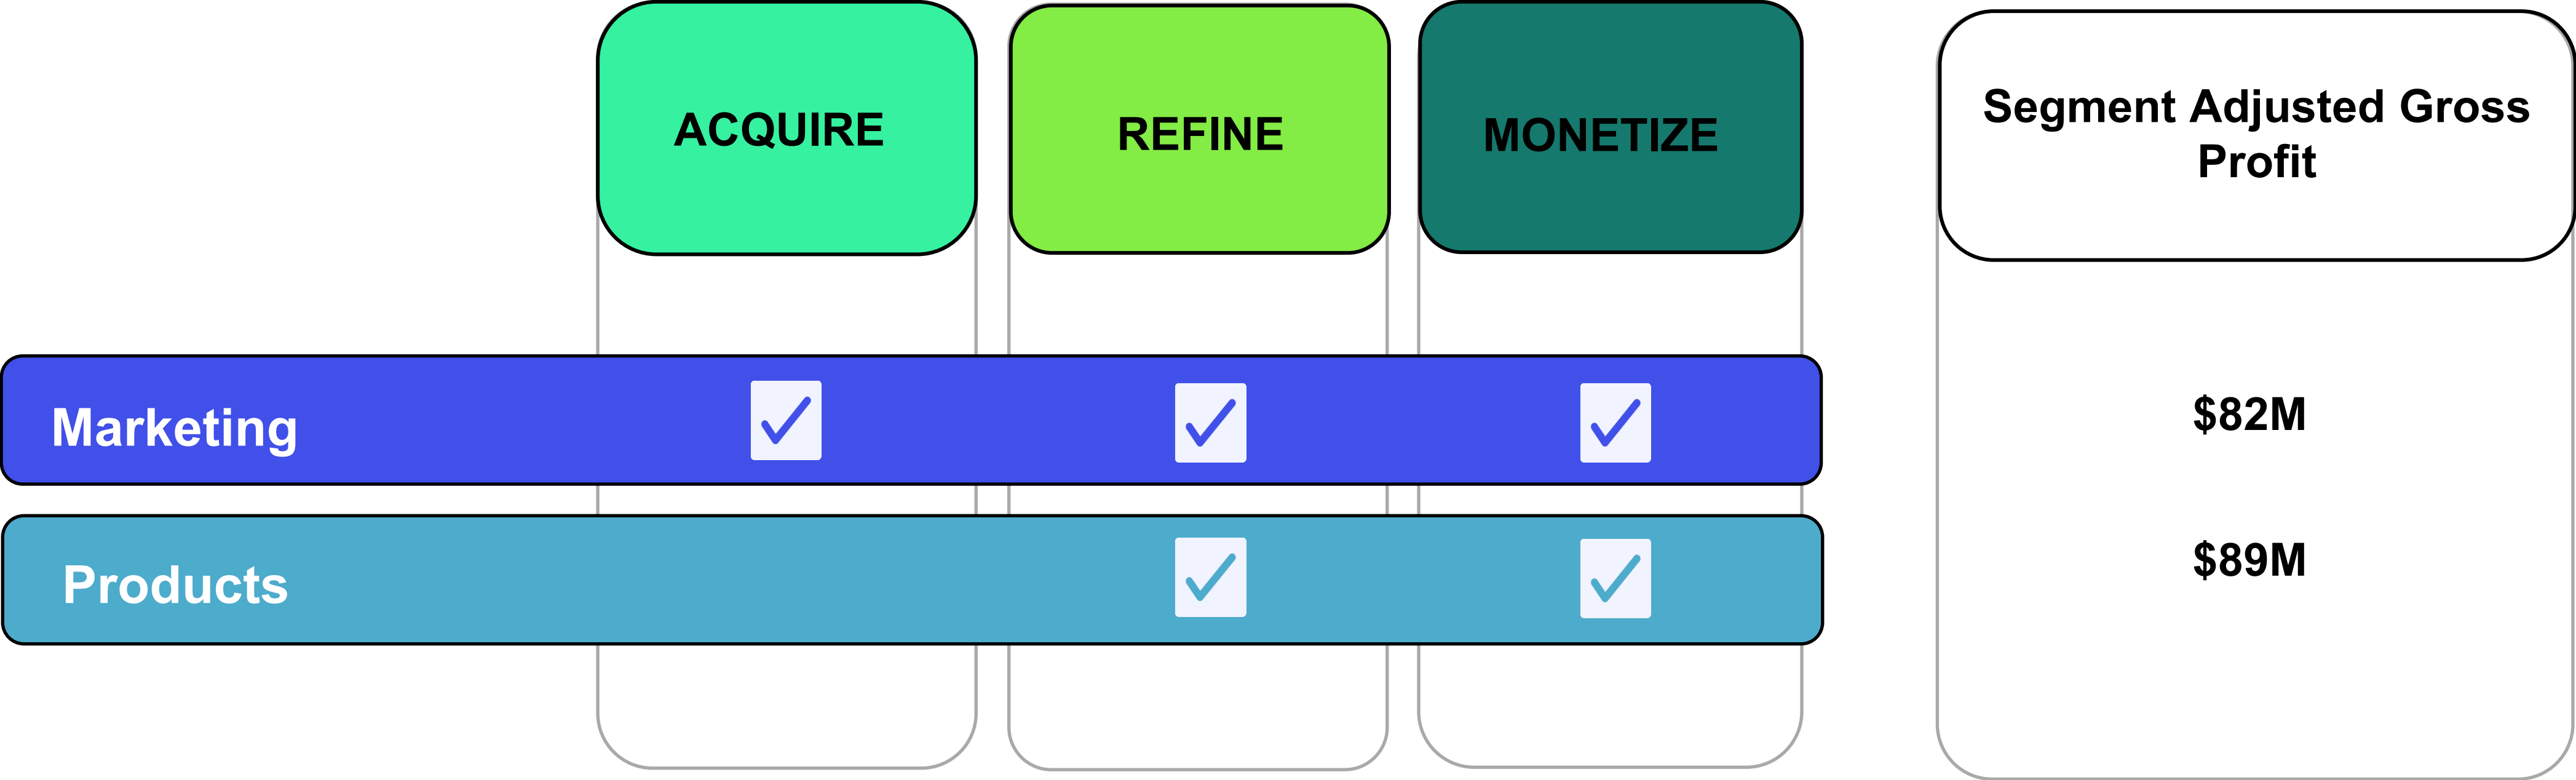 ACQUIRE
REFINE
MONETIZE
Segment Adjusted Gross
Profit
Marketing
$82M
Products
$89M